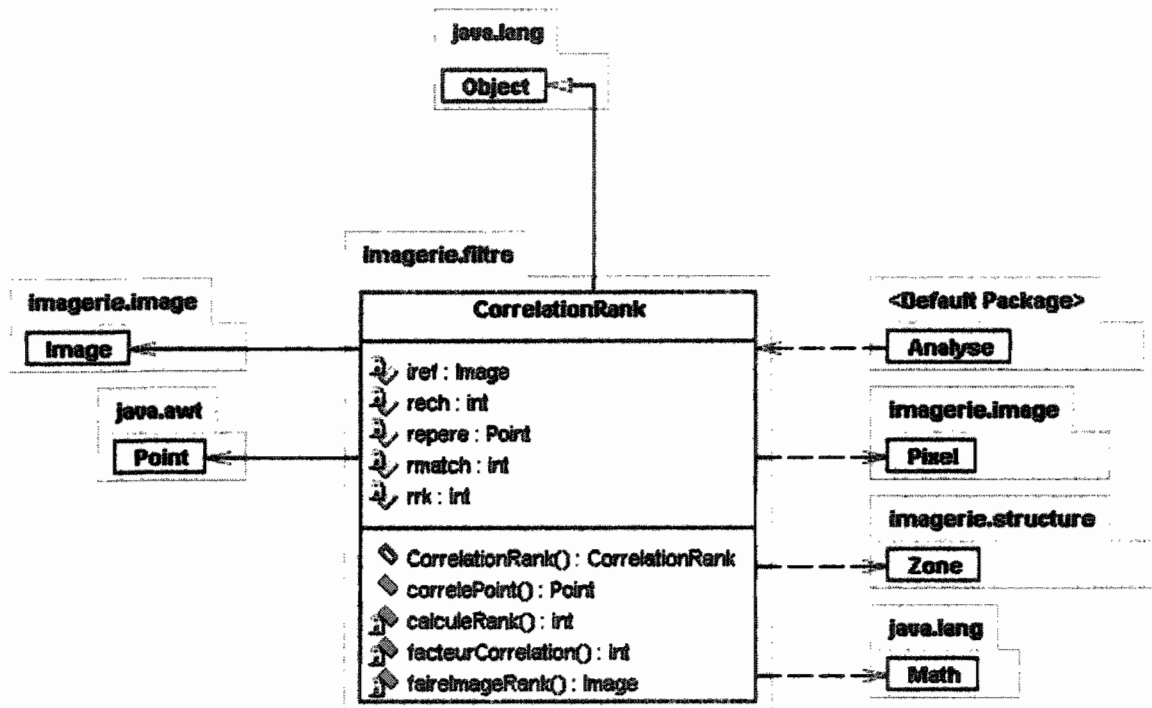 java.lang
Object
imagerie.filtre
CorrelationRank
iref : Image
rech : int
repere : Point
rmatch : int
rrk : int
CorrelationRank() : CorrelationRank
correlePoint() : Point
calculeRank() : int
facteurCorrelation() : int
faireImageRank() : Image
imagerie.image
Image
java.awt
Point
<Default Package>
Analyse
imagerie.image
Pixel
imagerie.structure
Zone
java.lang
Math